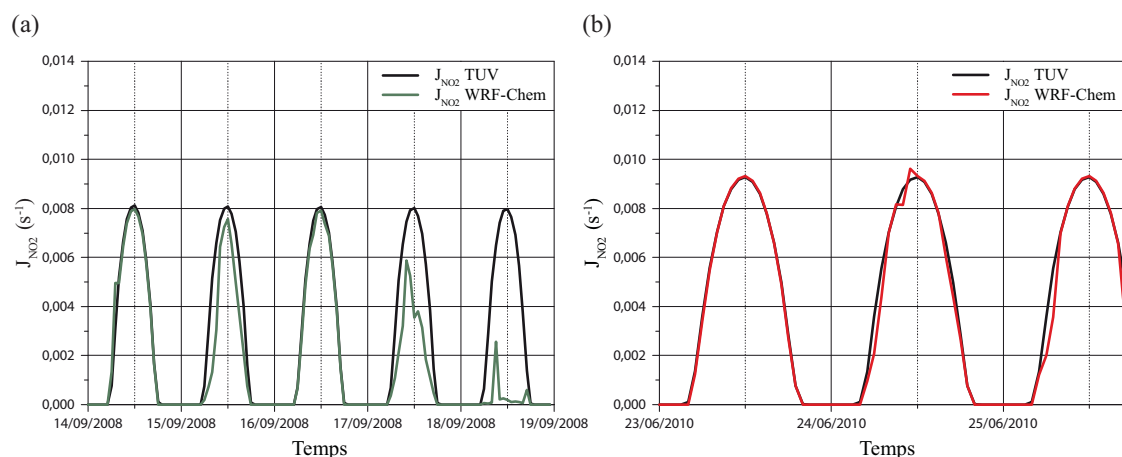 (a)
0,014
0,012
0,010
0,008
0,006
0,004
0,002
0,000
J_NO2 (s⁻¹)
J_NO2 TUV
J_NO2 WRF-Chem
14/09/2008
15/09/2008
16/09/2008
17/09/2008
18/09/2008
19/09/2008
Temps
(b)
0,014
0,012
0,010
0,008
0,006
0,004
0,002
0,000
J_NO2 (s⁻¹)
J_NO2 TUV
J_NO2 WRF-Chem
23/06/2010
24/06/2010
25/06/2010
Temps